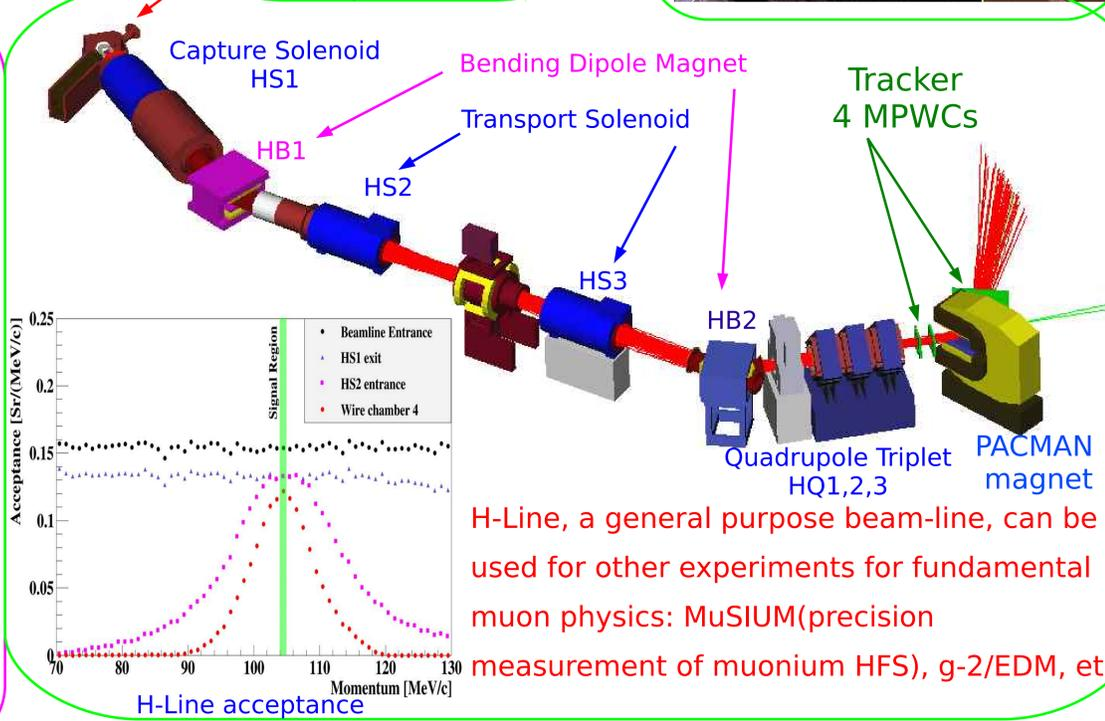 Capture Solenoid
HS1
Bending Dipole Magnet
Tracker
4 MPWCs
Transport Solenoid
HB1
HS2
HS3
HB2
PACMAN
magnet
Quadrupole Triplet
HQ1,2,3
Acceptance [Sr/(MeV/c)]
0.25
0.2
0.15
0.1
0.05
0
Signal Region
Beamline Entrance
HS1 exit
HS2 entrance
Wire chamber 4
70 80 90 100 110 120 130
Momentum [MeV/c]
H-Line acceptance
H-Line, a general purpose beam-line, can be
used for other experiments for fundamental
muon physics: MuSIUM(precision
measurement of muonium HFS), g-2/EDM, et